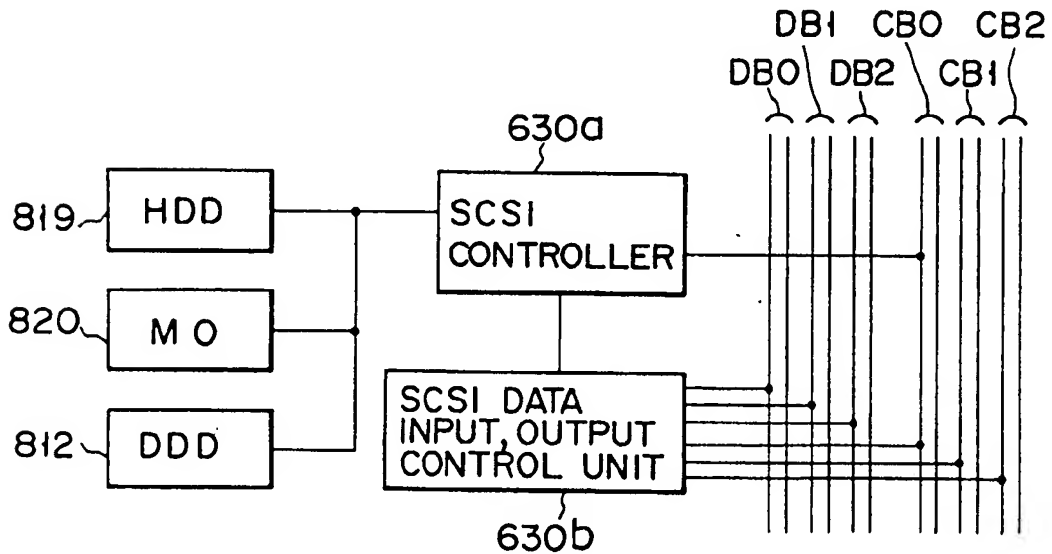 DB1 CB0 CB2
DB0 DB2 CB1
630a
819 HDD
SCSI
CONTROLLER
820 MO
812 DDD
SCSI DATA
INPUT, OUTPUT
CONTROL UNIT
630b